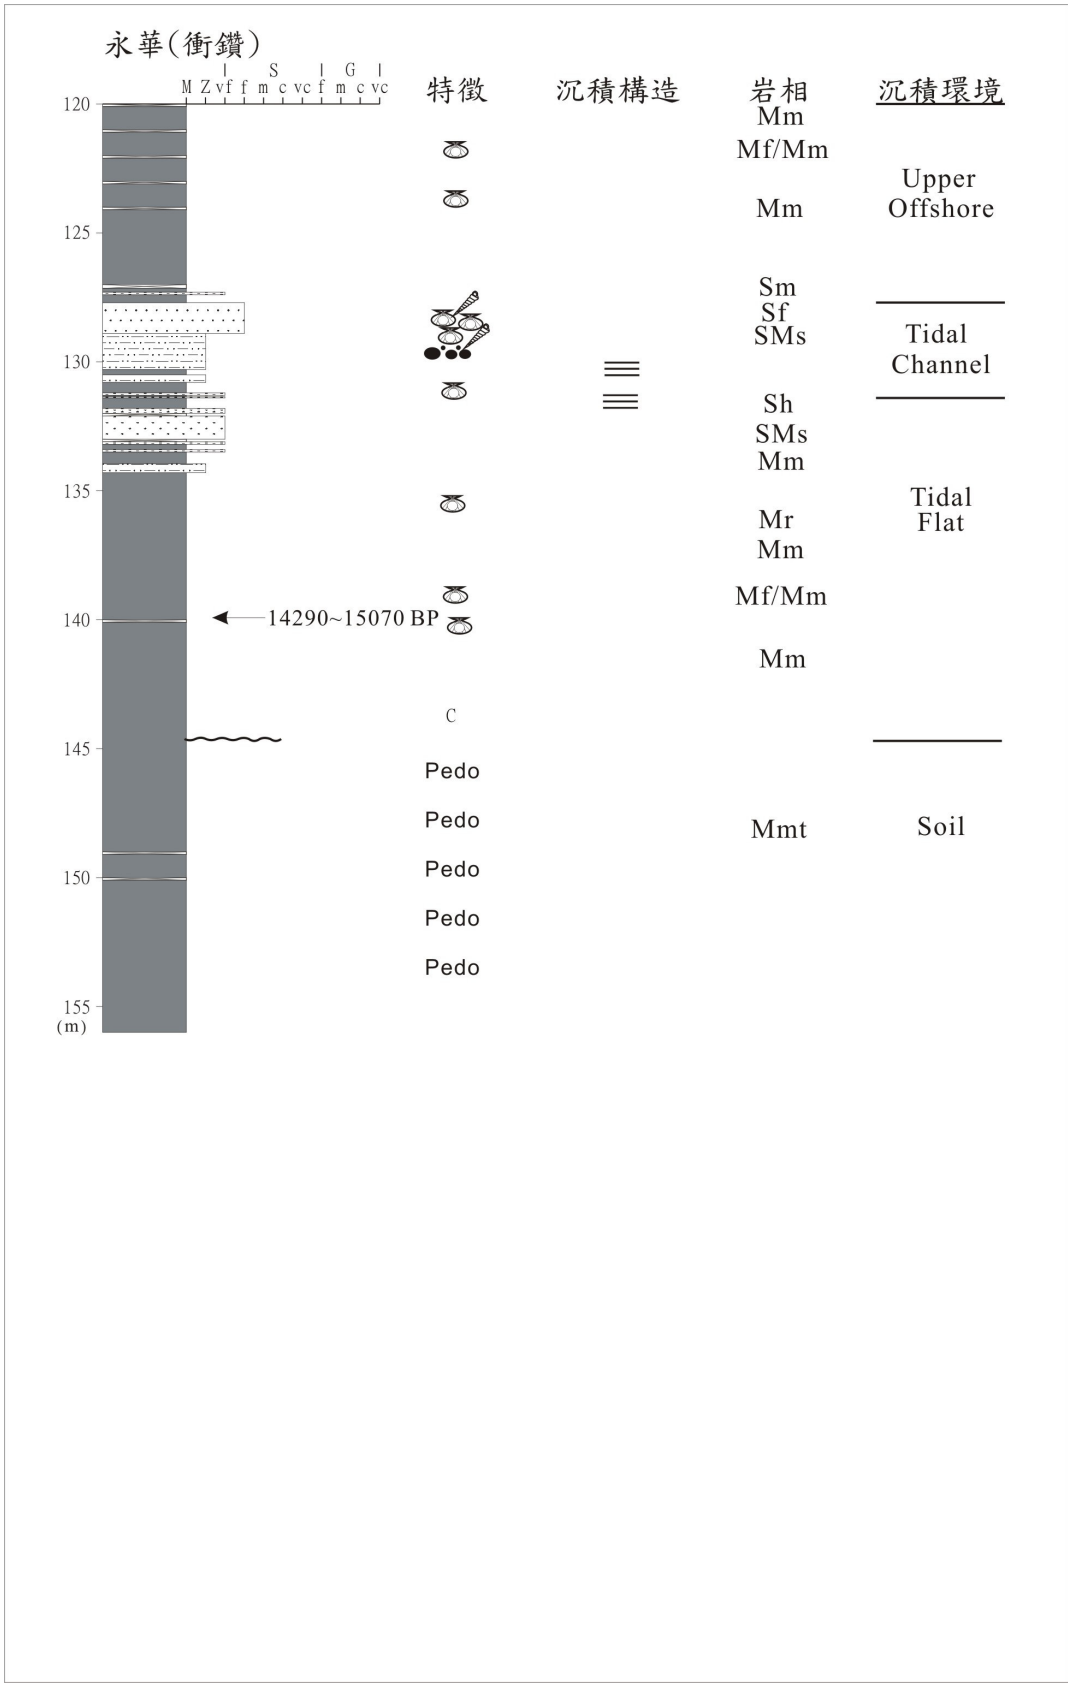 永華(衝鑽)
S G
M Z vf f m c vc f m c vc
特徵 沉積構造 岩相 沉積環境
120
Mm
Mf/Mm
Upper
Offshore
Mm
125
Sm
Sf
SMs
Tidal
Channel
130
Sh
SMs
Mm
135
Tidal
Flat
Mr
Mm
Mf/Mm
140
14290~15070 BP
Mm
C
145
Pedo
Pedo
Mmt
Soil
Pedo
150
Pedo
Pedo
155
(m)